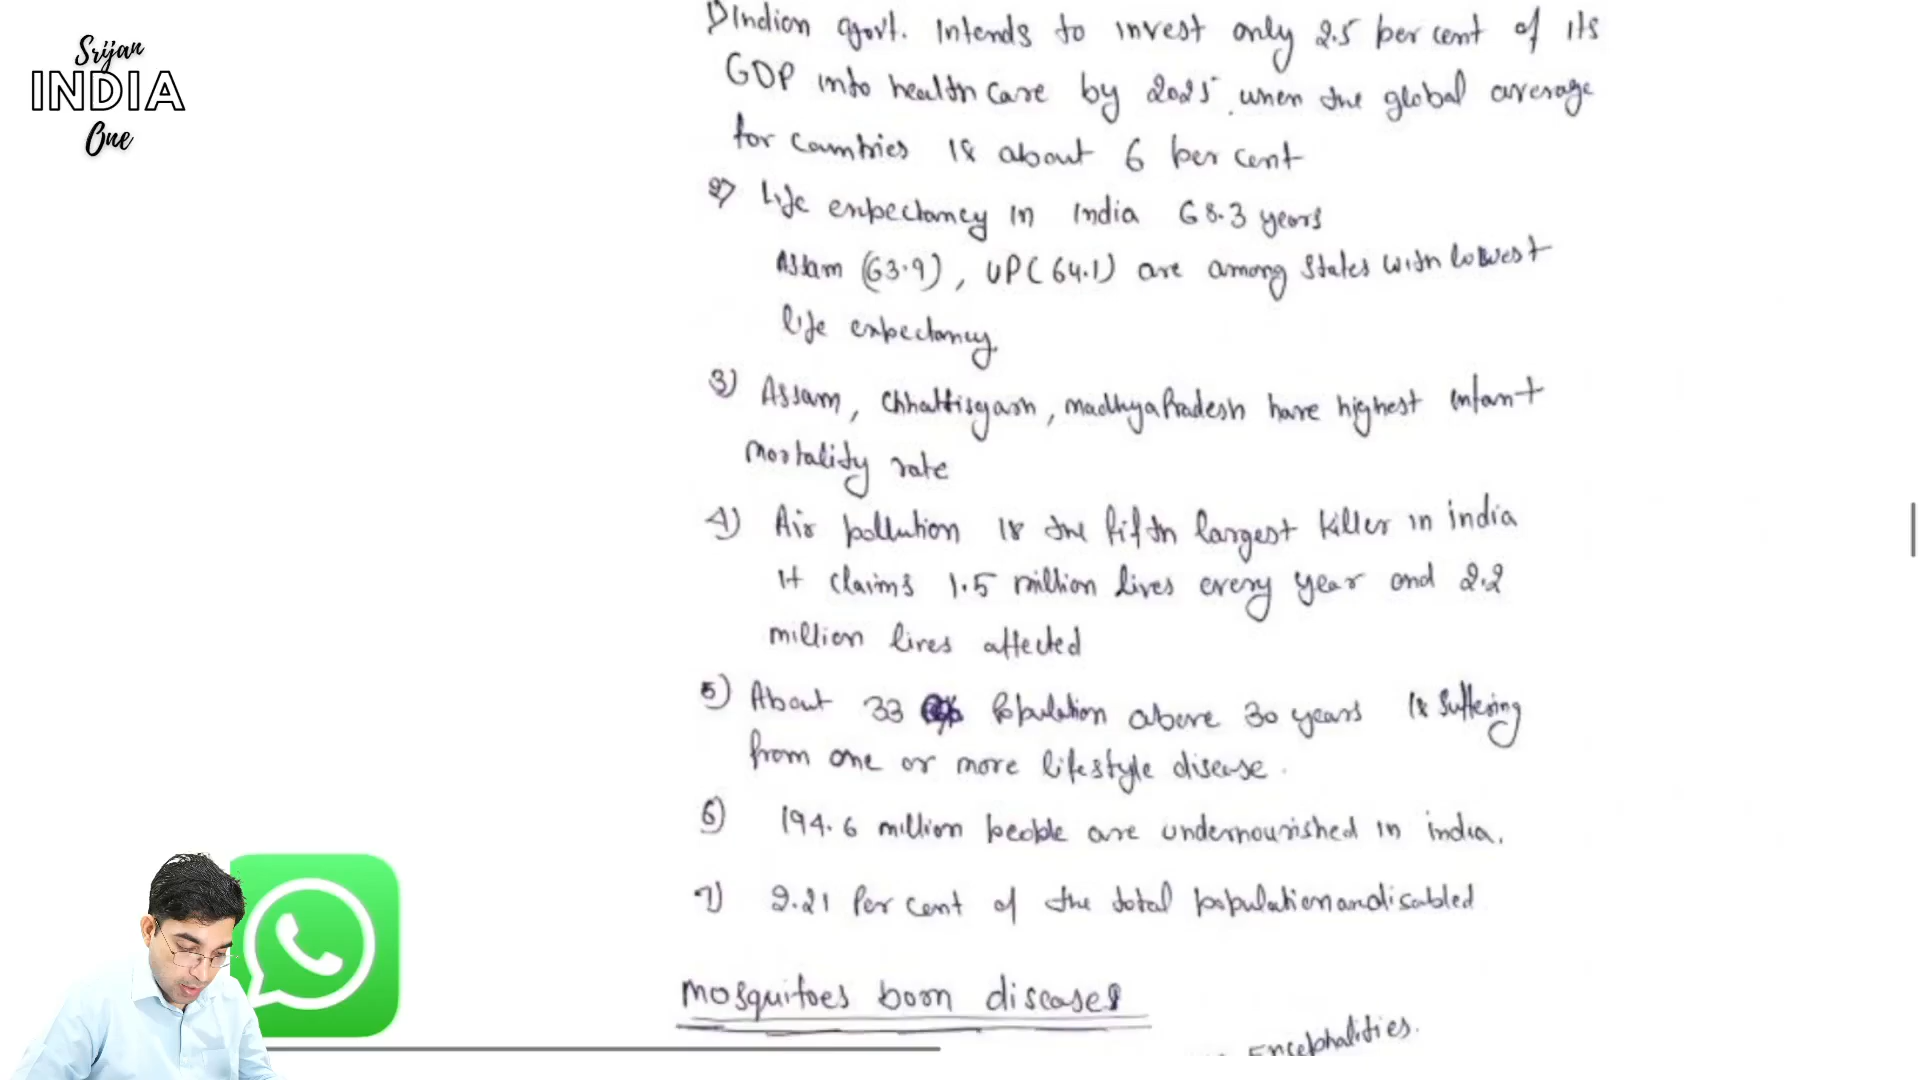 Srijan
INDIA
One
1) Indian govt. intends to invest only 2.5 per cent of its
GDP into healthcare by 2025 when the global average
for countries is about 6 per cent
2) Life expectancy in India 68.3 years
Assam (63.9), UP (64.1) are among states with lowest
life expectancy
3) Assam, Chhattisgarh, Madhya Pradesh have highest infant
mortality rate
4) Air pollution is the fifth largest killer in india
it claims 1.5 million lives every year and 2.2
million lives affected
5) About 33 % Population above 30 years is suffering
from one or more lifestyle disease.
6) 194.6 million people are undernourished in india.
7) 2.21 Per cent of the total population and disabled
Mosquitoes born diseases
Encephalities.